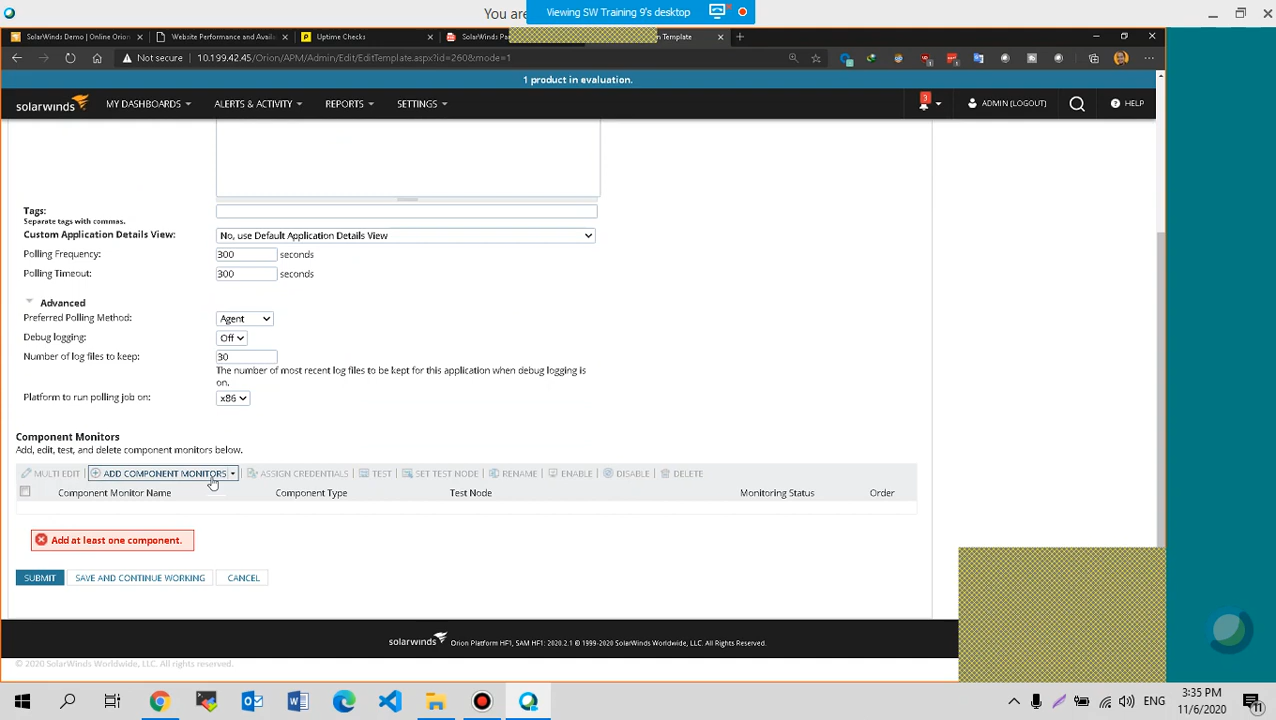 You are
Viewing SW Training 9's desktop
SolarWinds Demo | Online Orion
Website Performance and Availa
Uptime Checks
SolarWinds Pa
n Template
Not secure
10.199.42.45/Orion/APM/Admin/Edit/EditTemplate.aspx?id=260&mode=1
1 product in evaluation.
solarwinds
MY DASHBOARDS
ALERTS & ACTIVITY
REPORTS
SETTINGS
3
ADMIN (LOGOUT)
HELP
Tags:
Separate tags with commas.
Custom Application Details View:
No, use Default Application Details View
Polling Frequency:
300
seconds
Polling Timeout:
300
seconds
Advanced
Preferred Polling Method:
Agent
Debug logging:
Off
Number of log files to keep:
30
The number of most recent log files to be kept for this application when debug logging is
on.
Platform to run polling job on:
x86
Component Monitors
Add, edit, test, and delete component monitors below.
MULTI EDIT
ADD COMPONENT MONITORS
ASSIGN CREDENTIALS
TEST
SET TEST NODE
RENAME
ENABLE
DISABLE
DELETE
Component Monitor Name
Component Type
Test Node
Monitoring Status
Order
Add at least one component.
SUBMIT
SAVE AND CONTINUE WORKING
CANCEL
solarwinds
Orion Platform HF1, SAM HF1: 2020.2.1 © 1999-2020 SolarWinds Worldwide, LLC. All Rights Reserved.
© 2020 SolarWinds Worldwide, LLC. All rights reserved.
ENG
3:35 PM
11/6/2020